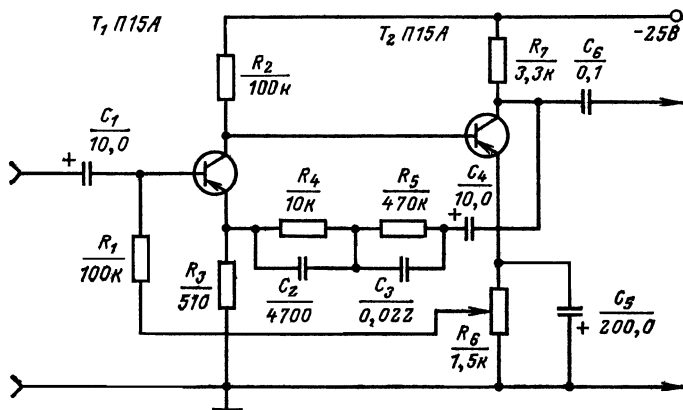 T₁ П15А
T₂ П15А
-25В
R₂
100к
R₇
3,3к
C₆
0,1
C₁
10,0
+
R₄
10к
R₅
470к
C₄
10,0
+
R₁
100к
R₃
510
C₂
4700
C₃
0,022
R₆
1,5к
C₅
200,0
+